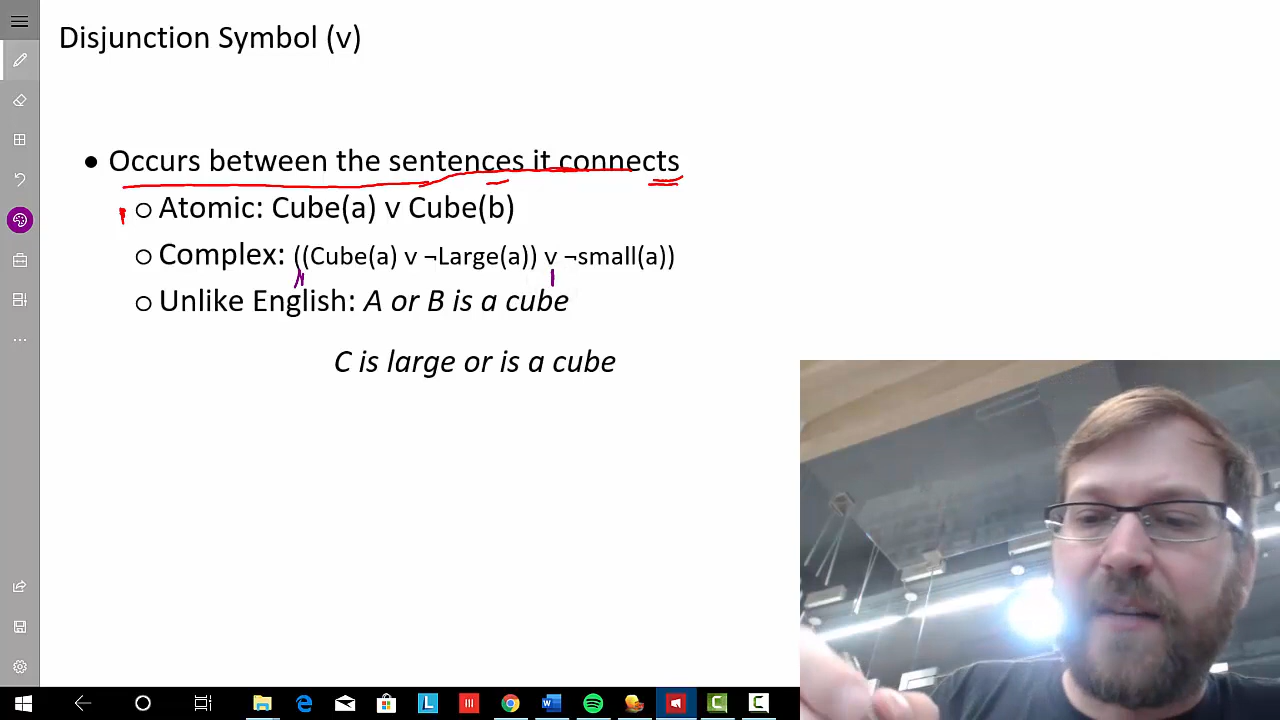 Disjunction Symbol (v)
• Occurs between the sentences it connects
○ Atomic: Cube(a) v Cube(b)
○ Complex: ((Cube(a) v ¬Large(a)) v ¬small(a))
○ Unlike English: A or B is a cube
C is large or is a cube